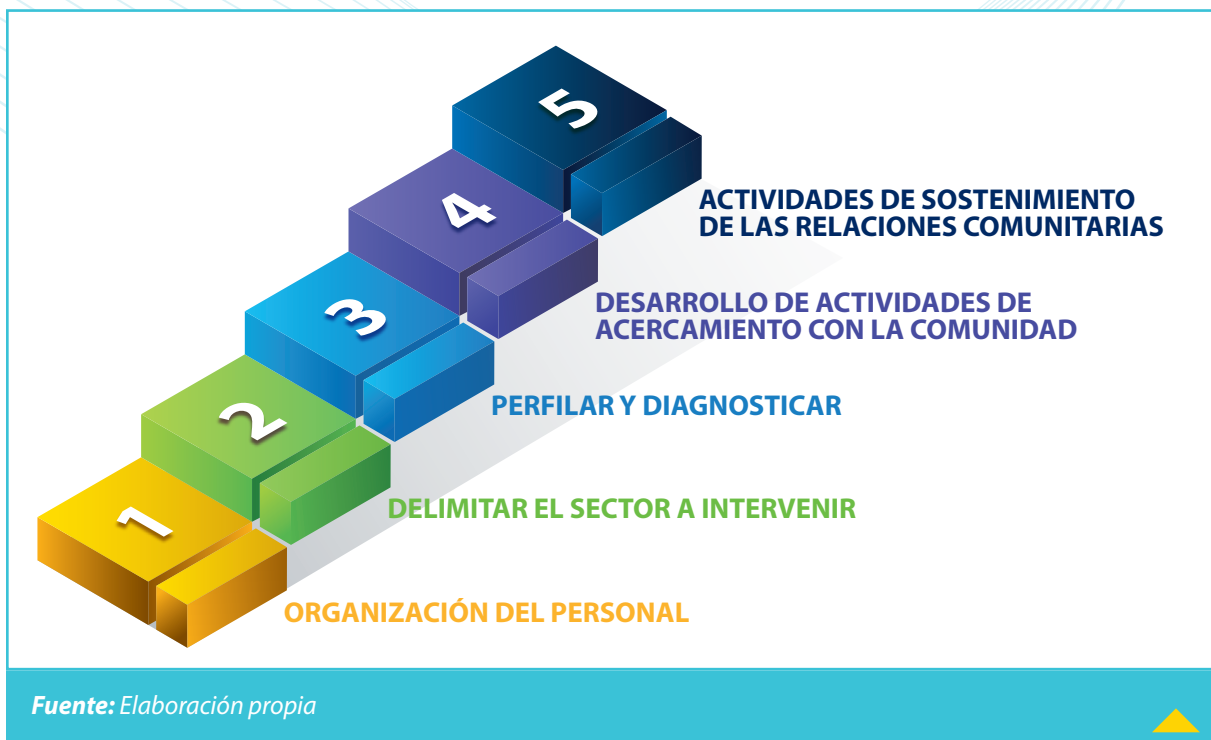 5
ACTIVIDADES DE SOSTENIMIENTO
DE LAS RELACIONES COMUNITARIAS
4
DESARROLLO DE ACTIVIDADES DE
ACERCAMIENTO CON LA COMUNIDAD
3
PERFILAR Y DIAGNOSTICAR
2
DELIMITAR EL SECTOR A INTERVENIR
1
ORGANIZACIÓN DEL PERSONAL
Fuente: Elaboración propia